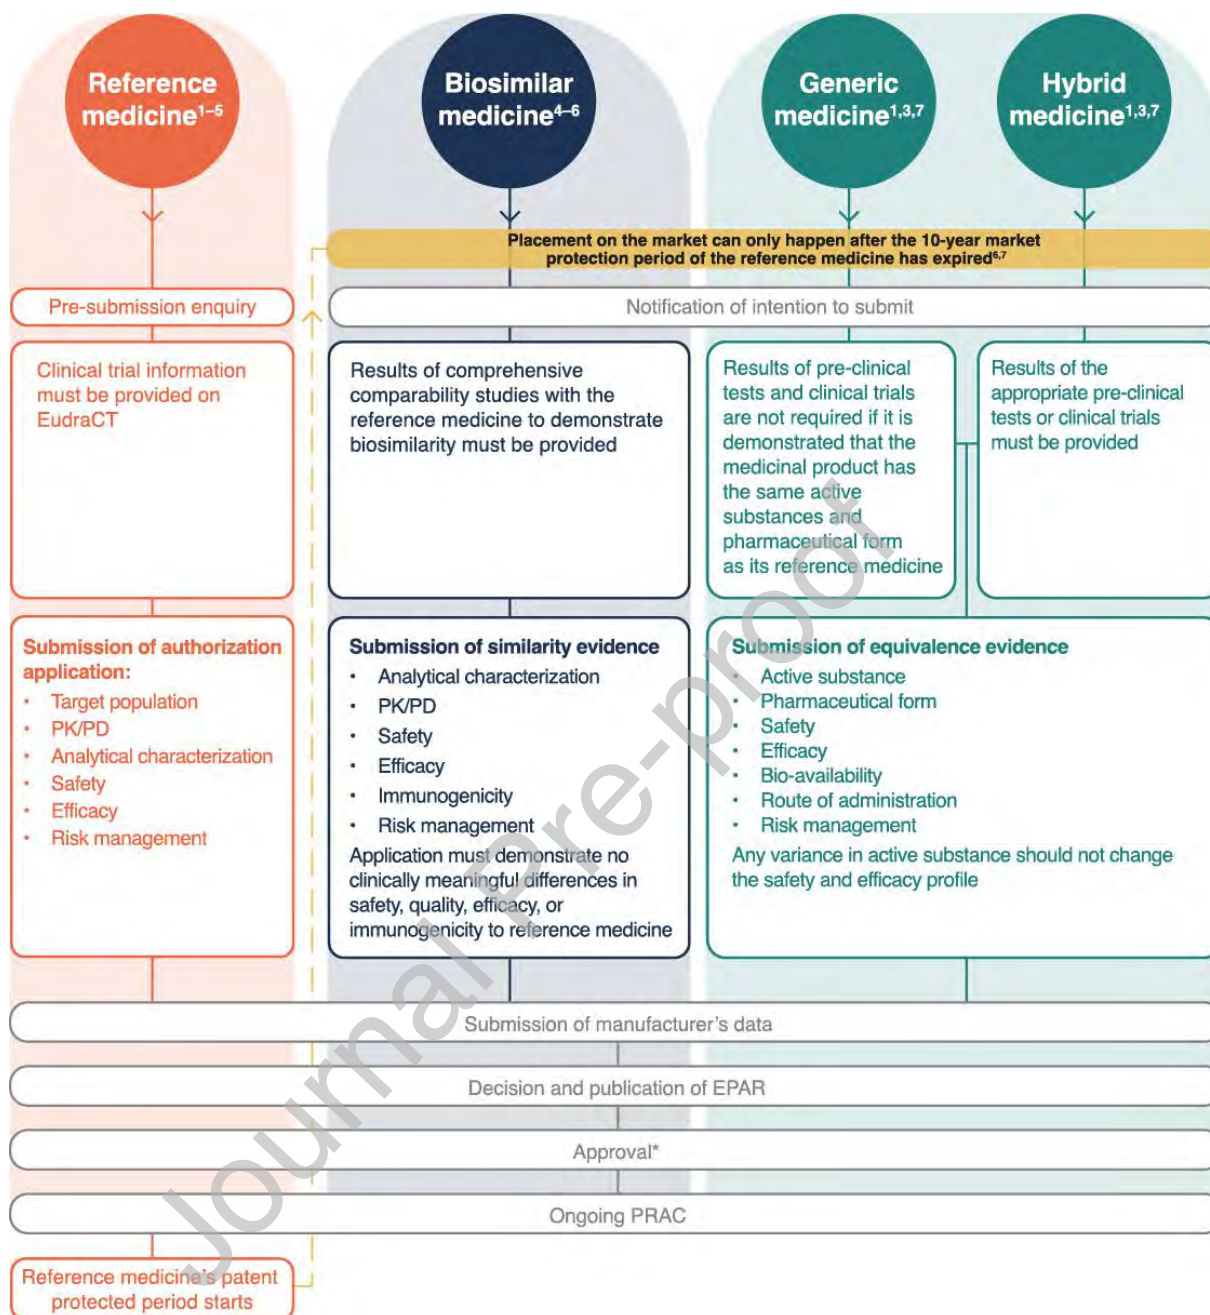 Reference
medicine1–5
Biosimilar
medicine4–6
Generic
medicine1,3,7
Hybrid
medicine1,3,7
Placement on the market can only happen after the 10-year market
protection period of the reference medicine has expired6,7
Pre-submission enquiry
Notification of intention to submit
Clinical trial information
must be provided on
EudraCT
Results of comprehensive
comparability studies with the
reference medicine to demonstrate
biosimilarity must be provided
Results of pre-clinical
tests and clinical trials
are not required if it is
demonstrated that the
medicinal product has
the same active
substances and
pharmaceutical form
as its reference medicine
Results of the
appropriate pre-clinical
tests or clinical trials
must be provided
Submission of authorization
application:
• Target population
• PK/PD
• Analytical characterization
• Safety
• Efficacy
• Risk management
Submission of similarity evidence
• Analytical characterization
• PK/PD
• Safety
• Efficacy
• Immunogenicity
• Risk management
Application must demonstrate no
clinically meaningful differences in
safety, quality, efficacy, or
immunogenicity to reference medicine
Submission of equivalence evidence
• Active substance
• Pharmaceutical form
• Safety
• Efficacy
• Bio-availability
• Route of administration
• Risk management
Any variance in active substance should not change
the safety and efficacy profile
Submission of manufacturer's data
Decision and publication of EPAR
Approval*
Ongoing PRAC
Reference medicine's patent
protected period starts
Journal Pre-proof